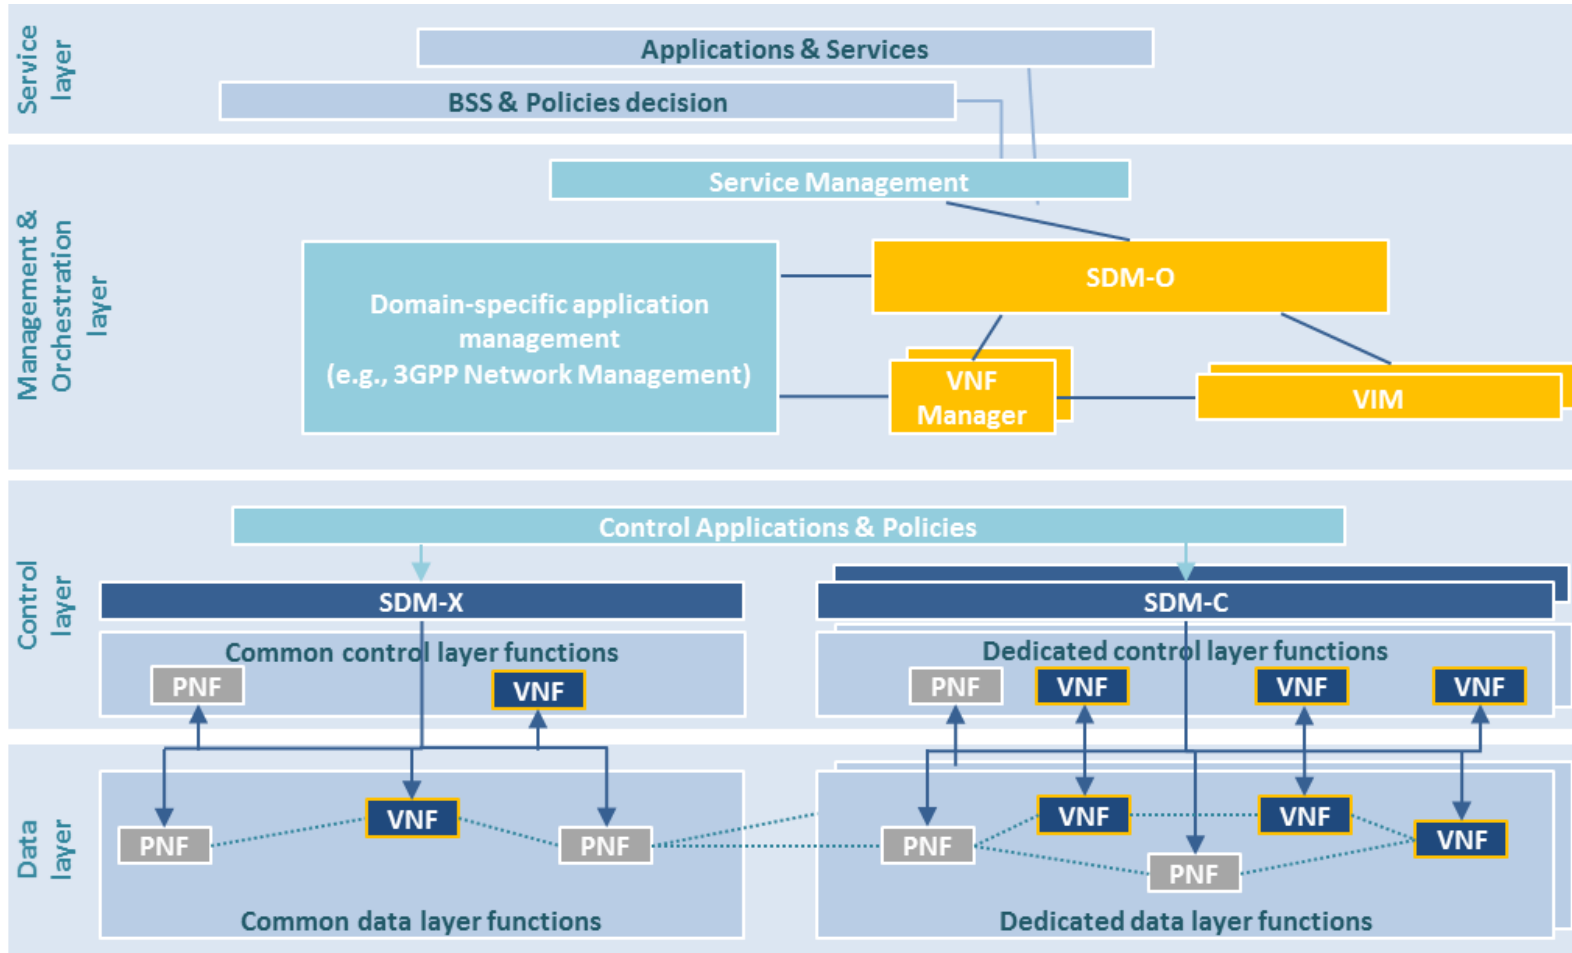 Service
layer
Applications & Services
BSS & Policies decision
Management &
Orchestration
layer
Service Management
SDM-O
Domain-specific application
management
(e.g., 3GPP Network Management)
VNF
Manager
VIM
Control
layer
Control Applications & Policies
SDM-X
SDM-C
Common control layer functions
PNF
VNF
Dedicated control layer functions
PNF
VNF
VNF
VNF
Data
layer
PNF
VNF
PNF
Common data layer functions
PNF
VNF
VNF
VNF
PNF
Dedicated data layer functions